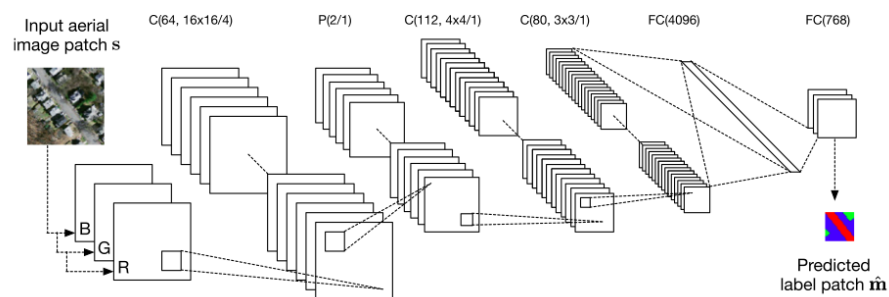 C(64, 16x16/4) P(2/1) C(112, 4x4/1) C(80, 3x3/1) FC(4096) FC(768)
Input aerial
image patch s
B
G
R
Predicted
label patch m̂